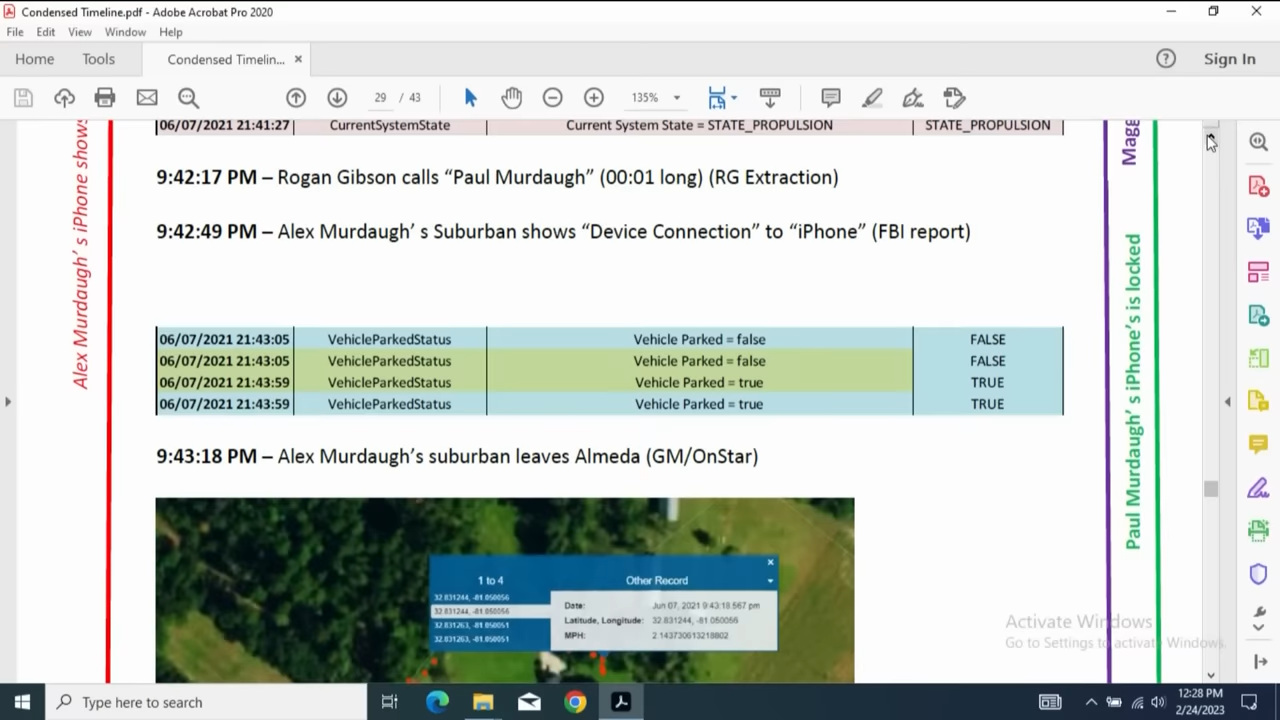 Condensed Timeline.pdf - Adobe Acrobat Pro 2020
File Edit View Window Help
Home Tools Condensed Timelin... × Sign In
29 / 43 135%
06/07/2021 21:41:27 CurrentSystemState Current System State = STATE_PROPULSION STATE_PROPULSION
9:42:17 PM – Rogan Gibson calls “Paul Murdaugh” (00:01 long) (RG Extraction)
9:42:49 PM – Alex Murdaugh’ s Suburban shows “Device Connection” to “iPhone” (FBI report)
06/07/2021 21:43:05 VehicleParkedStatus Vehicle Parked = false FALSE
06/07/2021 21:43:05 VehicleParkedStatus Vehicle Parked = false FALSE
06/07/2021 21:43:59 VehicleParkedStatus Vehicle Parked = true TRUE
06/07/2021 21:43:59 VehicleParkedStatus Vehicle Parked = true TRUE
9:43:18 PM – Alex Murdaugh’s suburban leaves Almeda (GM/OnStar)
1 to 4 Other Record
32.831244, -81.050056
32.831244, -81.050056
32.831263, -81.050051
32.831263, -81.050051
Date: Jun 07, 2021 9:43:18.567 pm
Latitude, Longitude: 32.831244, -81.050056
MPH: 2.143730613218802
Alex Murdaugh’ s iPhone shows
Magg
Paul Murdaugh’ s iPhone’s is locked
Activate Windows
Go to Settings to activate Windows.
Type here to search
12:28 PM
2/24/2023